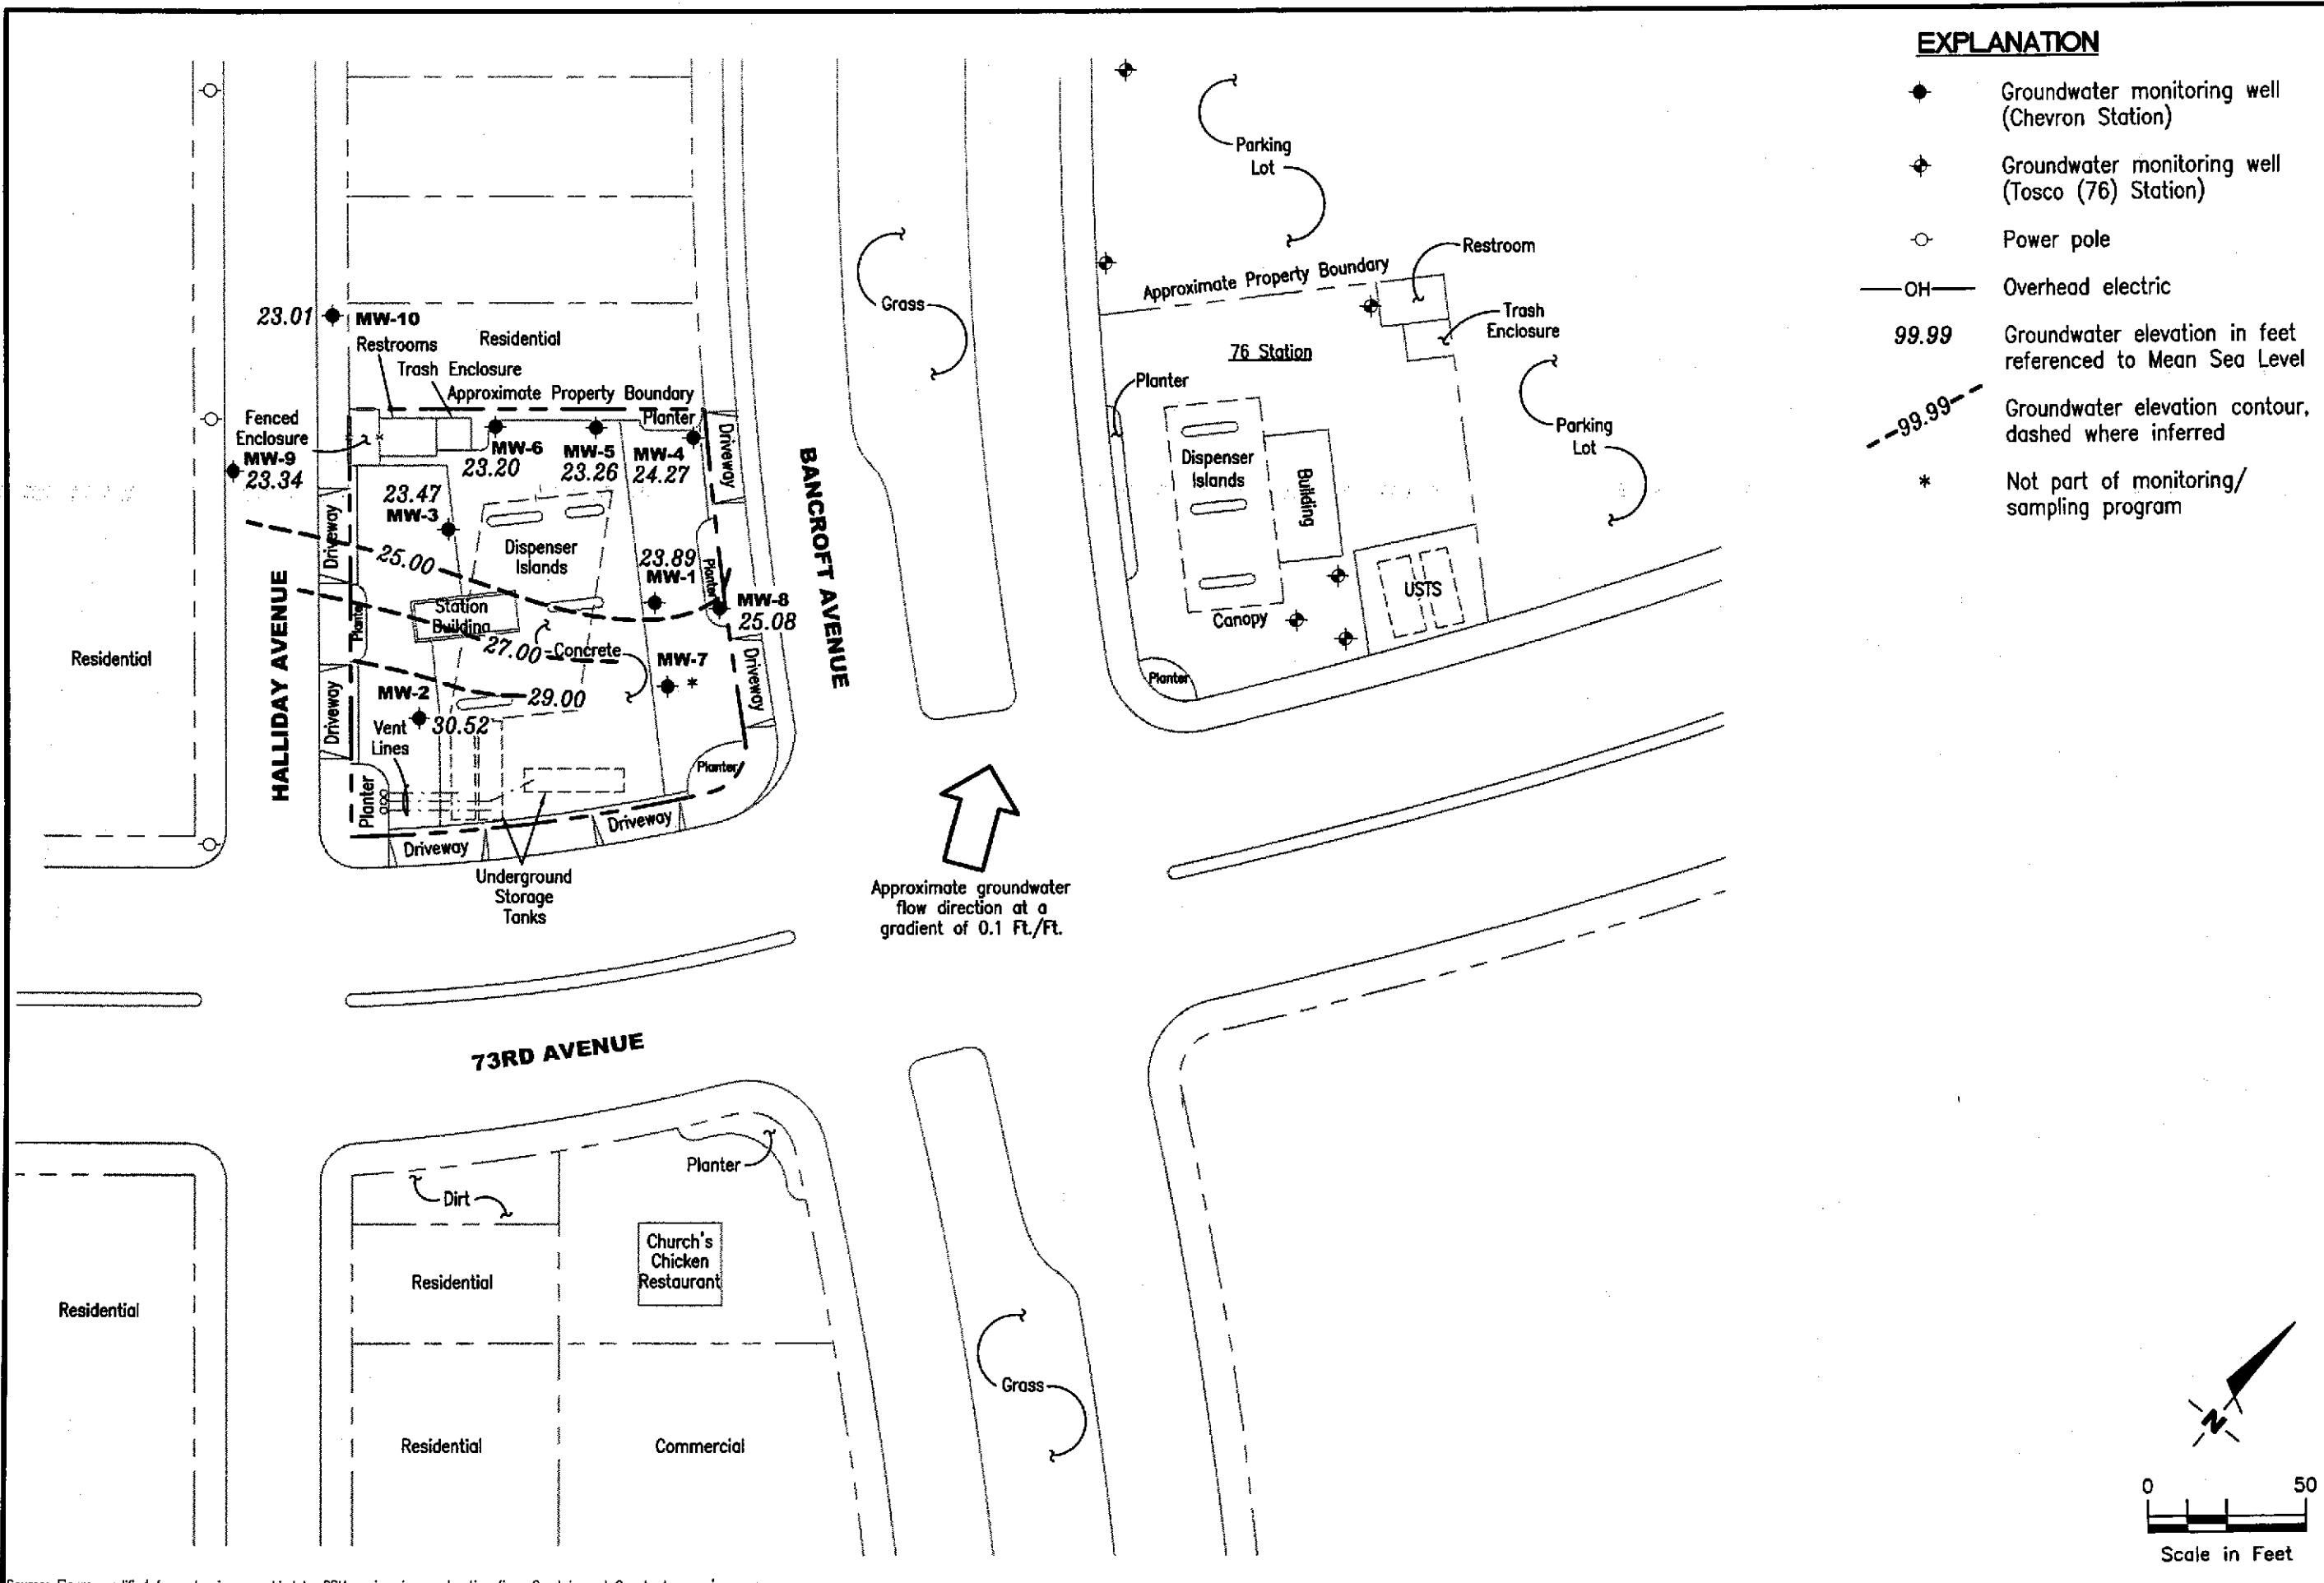 EXPLANATION
Groundwater monitoring well
(Chevron Station)
Groundwater monitoring well
(Tosco (76) Station)
Power pole
OH
Overhead electric
99.99
Groundwater elevation in feet
referenced to Mean Sea Level
99.99
Groundwater elevation contour,
dashed where inferred
*
Not part of monitoring/
sampling program
Parking
Lot
Restroom
Approximate Property Boundary
Trash
Enclosure
76 Station
Planter
Parking
Lot
Dispenser
Islands
Building
USTS
Canopy
Planter
Grass
23.01
MW-10
Restrooms
Residential
Trash Enclosure
Approximate Property Boundary
Planter
Driveway
Fenced
Enclosure
MW-9
23.34
MW-6
23.20
MW-5
23.26
MW-4
24.27
23.47
MW-3
Driveway
25.00
Dispenser
Islands
23.89
MW-1
Planter
MW-8
25.08
BANCROFT AVENUE
HALLIDAY AVENUE
Residential
Planter
Station
Building
27.00
Concrete
MW-7
*
Driveway
Driveway
MW-2
29.00
30.52
Vent
Lines
Planter
Planter
Driveway
Driveway
Underground
Storage
Tanks
Approximate groundwater
flow direction at a
gradient of 0.1 Ft./Ft.
73RD AVENUE
Planter
Dirt
Church's
Chicken
Restaurant
Residential
Residential
Grass
Residential
Commercial
N
0
50
Scale in Feet